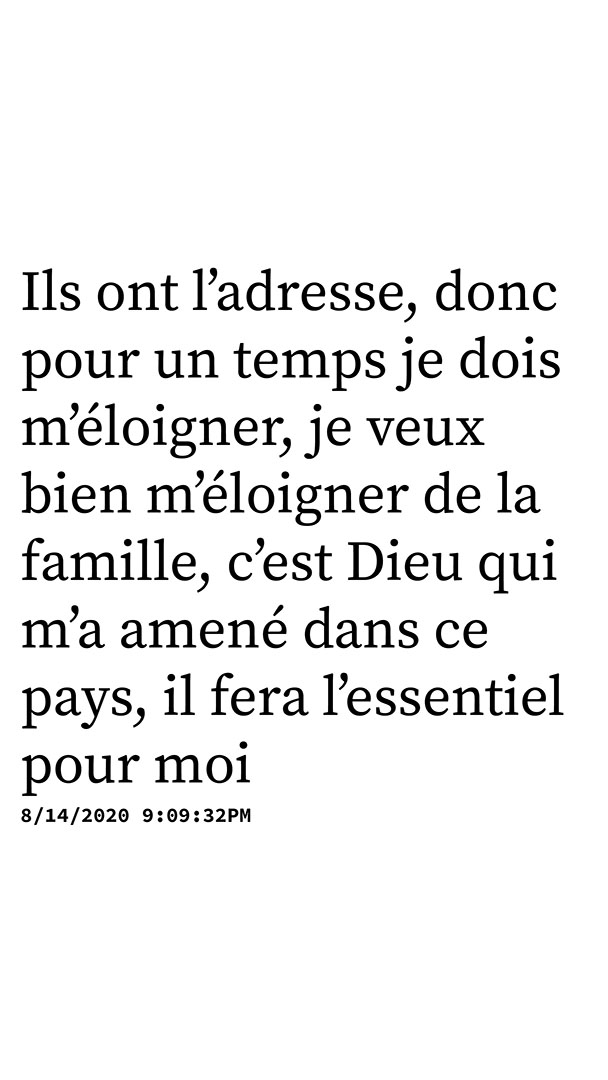 Ils ont l’adresse, donc
pour un temps je dois
m’éloigner, je veux
bien m’éloigner de la
famille, c’est Dieu qui
m’a amené dans ce
pays, il fera l’essentiel
pour moi
8/14/2020 9:09:32PM